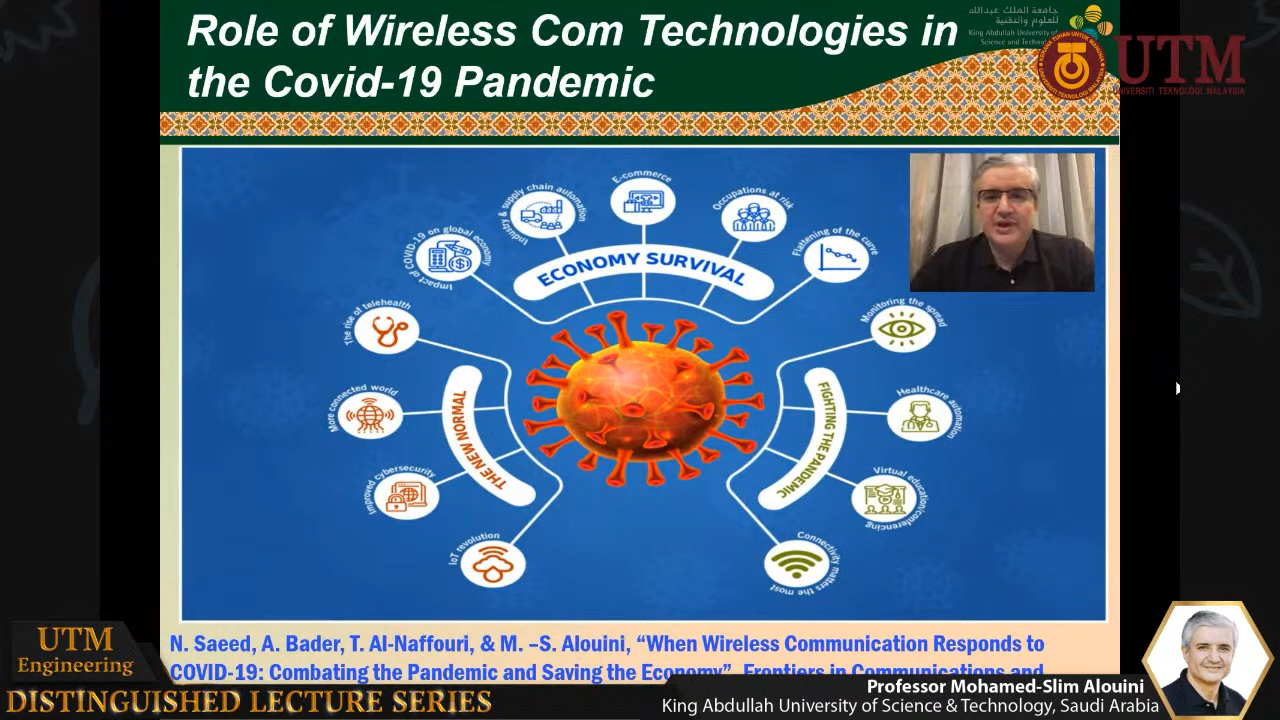 Role of Wireless Com Technologies in
the Covid-19 Pandemic
جامعة الملك عبدالله
للعلوم والتقنية
King Abdullah University of
Science and Technology
UTM
UNIVERSITI TEKNOLOGI MALAYSIA
E-commerce
Industry & supply chain automation
Occupations at risk
Impact of COVID-19 on global economy
Flattening of the curve
ECONOMY SURVIVAL
The rise of telehealth
Monitoring the spread
More connected world
THE NEW NORMAL
FIGHTING THE PANDEMIC
Healthcare automation
Improved cybersecurity
Virtual education/conferencing
IoT revolution
Connectivity matters the most
N. Saeed, A. Bader, T. Al-Naffouri, & M. –S. Alouini, “When Wireless Communication Responds to
COVID-19: Combating the Pandemic and Saving the Economy”, Frontiers in Communications and
UTM
Engineering
DISTINGUISHED LECTURE SERIES
Professor Mohamed-Slim Alouini
King Abdullah University of Science & Technology, Saudi Arabia